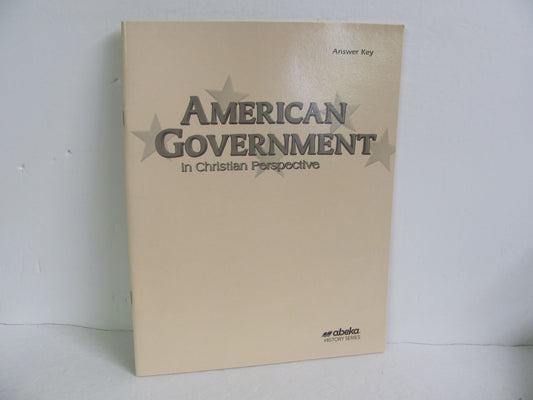 Answer Key
AMERICAN
GOVERNMENT
in Christian Perspective
abeka
HISTORY SERIES